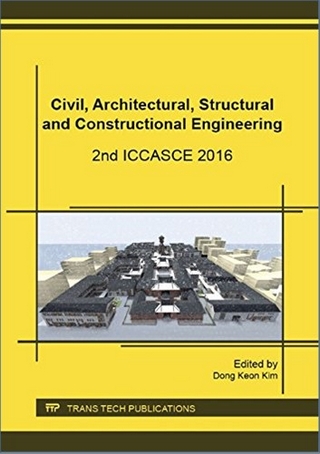 Civil, Architectural, Structural
and Constructional Engineering
2nd ICCASCE 2016
Edited by
Dong Keon Kim
TTP TRANS TECH PUBLICATIONS